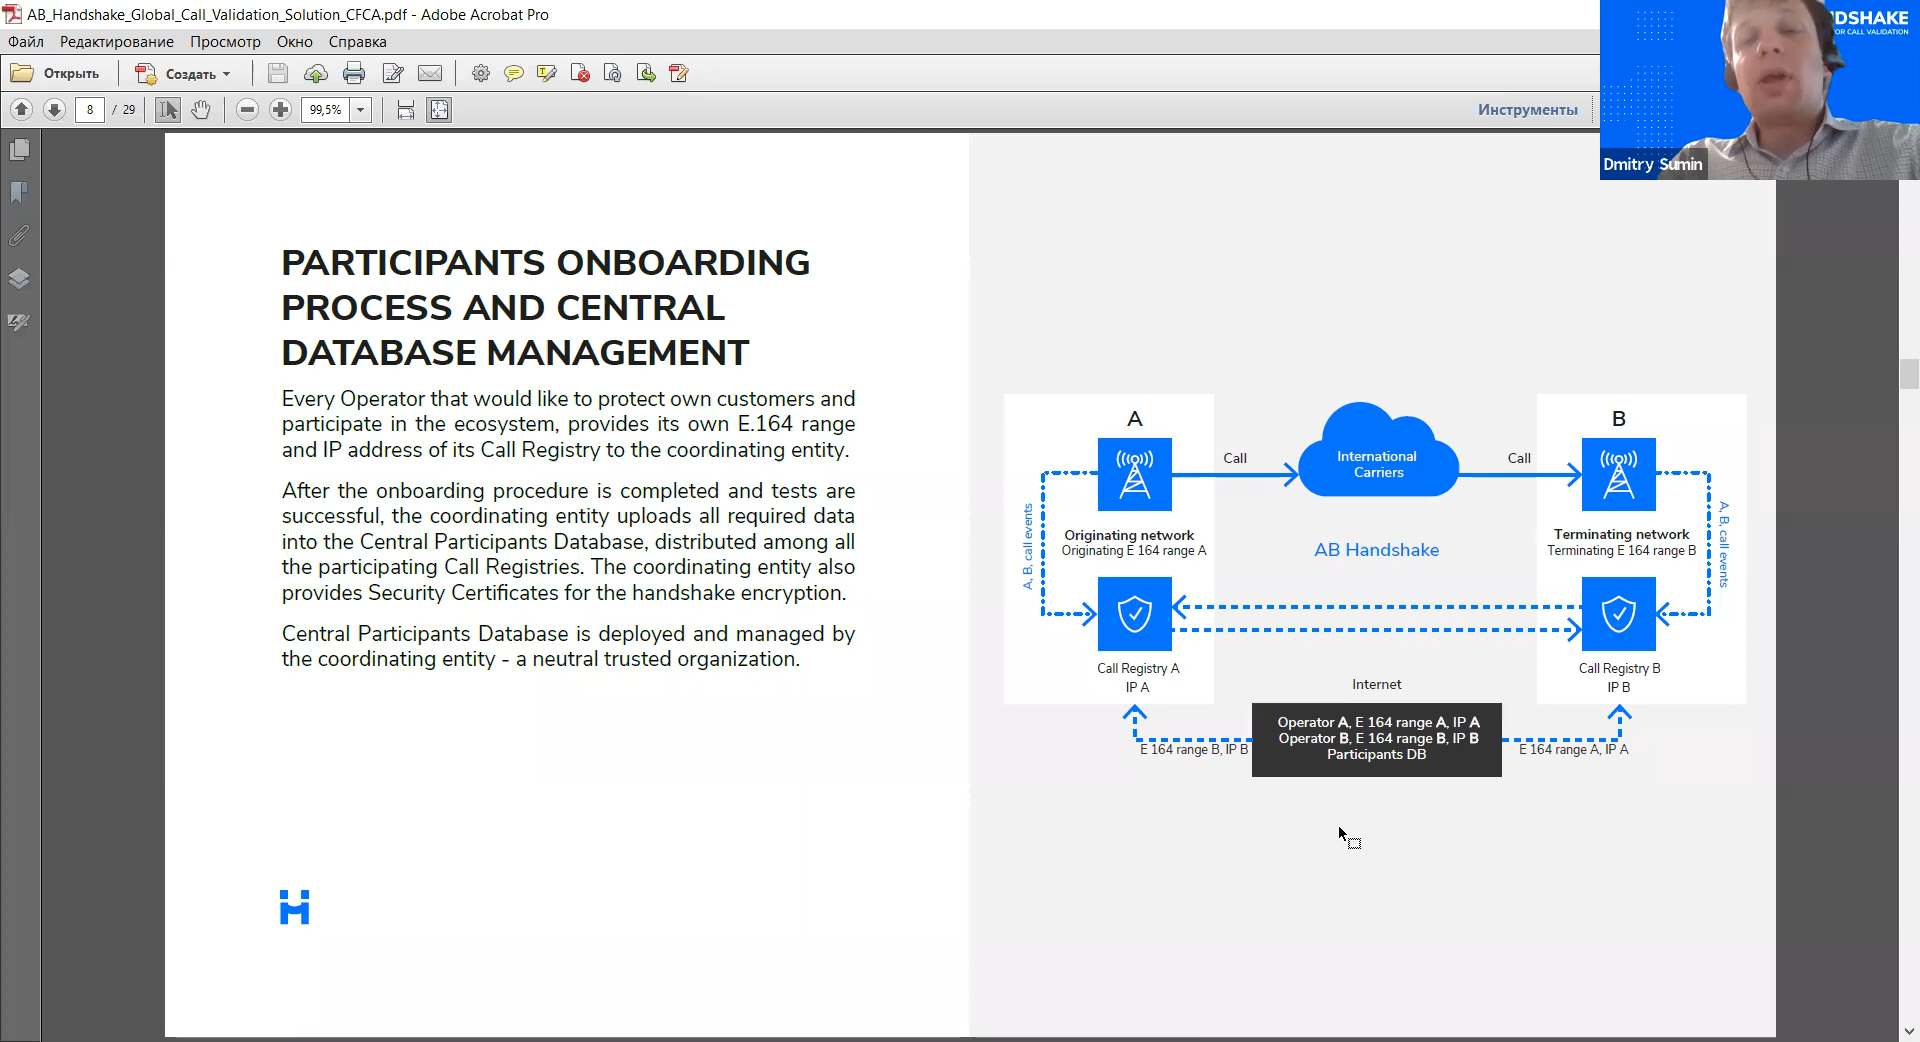 AB_Handshake_Global_Call_Validation_Solution_CFCA.pdf - Adobe Acrobat Pro
Файл Редактирование Просмотр Окно Справка
Открыть Создать
8 / 29 99,5% Инструменты
DSHAKE
OR CALL VALIDATION
Dmitry Sumin
PARTICIPANTS ONBOARDING
PROCESS AND CENTRAL
DATABASE MANAGEMENT
Every Operator that would like to protect own customers and
participate in the ecosystem, provides its own E.164 range
and IP address of its Call Registry to the coordinating entity.
After the onboarding procedure is completed and tests are
successful, the coordinating entity uploads all required data
into the Central Participants Database, distributed among all
the participating Call Registries. The coordinating entity also
provides Security Certificates for the handshake encryption.
Central Participants Database is deployed and managed by
the coordinating entity - a neutral trusted organization.
A
B
Call
International
Carriers
Call
A, B, call events
Originating network
Originating E 164 range A
AB Handshake
Terminating network
Terminating E 164 range B
A, B, call events
Call Registry A
IP A
Call Registry B
IP B
Internet
Operator A, E 164 range A, IP A
Operator B, E 164 range B, IP B
Participants DB
E 164 range B, IP B
E 164 range A, IP A